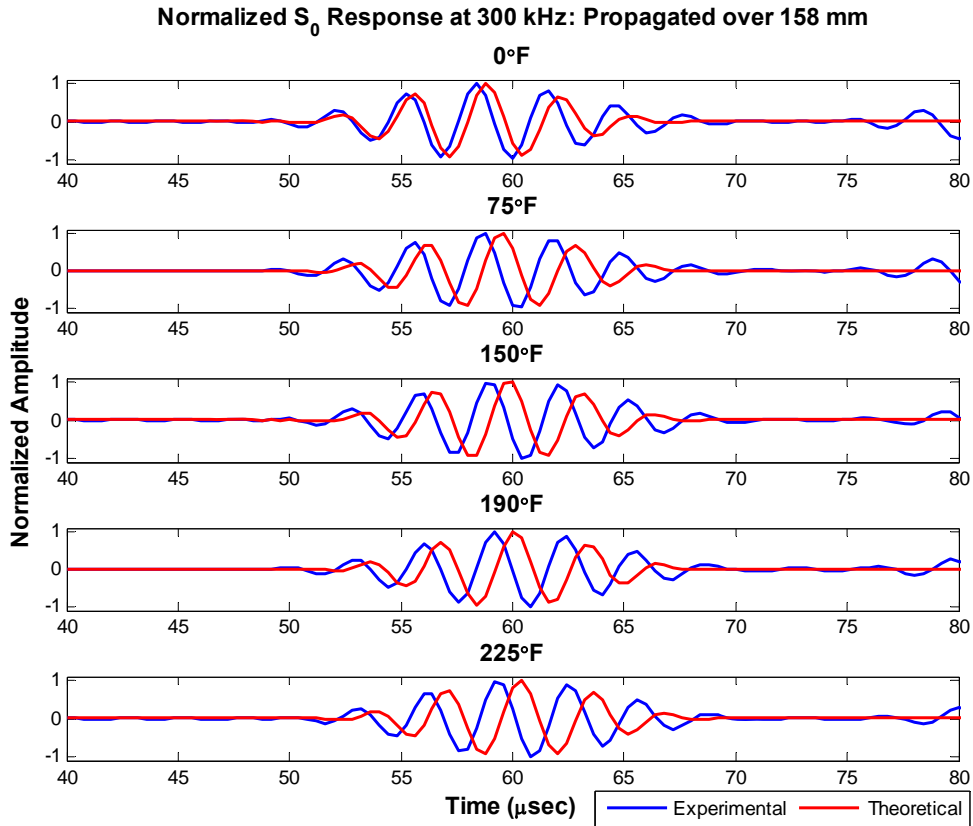 Normalized S0 Response at 300 kHz: Propagated over 158 mm
0°F
1
0
-1
40 45 50 55 60 65 70 75 80
75°F
1
0
-1
40 45 50 55 60 65 70 75 80
150°F
1
0
-1
40 45 50 55 60 65 70 75 80
190°F
1
0
-1
40 45 50 55 60 65 70 75 80
225°F
1
0
-1
40 45 50 55 60 65 70 75 80
Normalized Amplitude
Time (μsec)
Experimental Theoretical